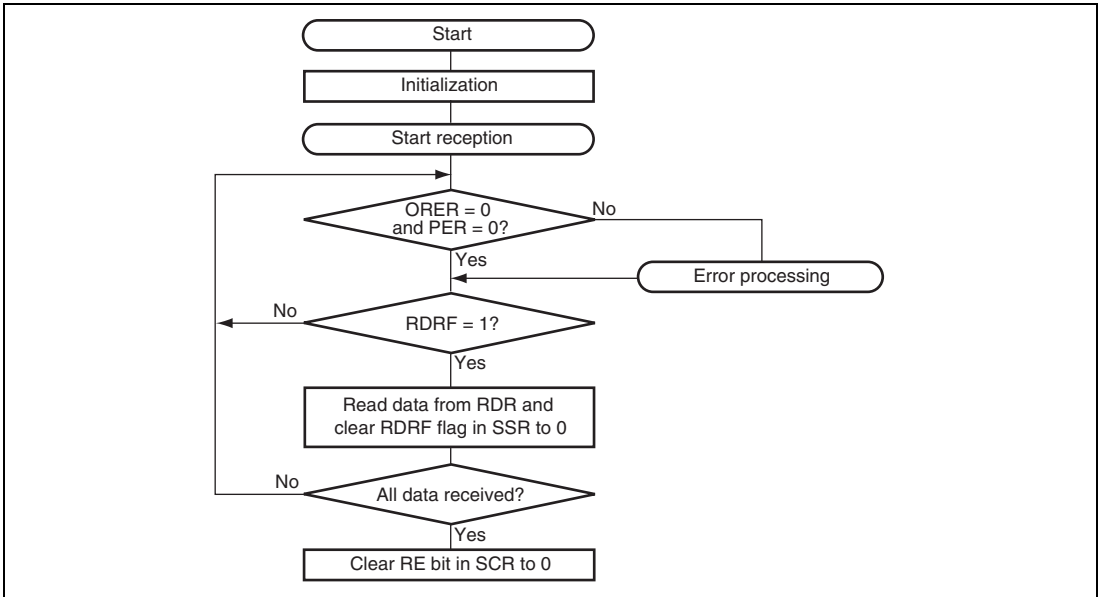 Start
Initialization
Start reception
ORER = 0
and PER = 0?
No
Yes
Error processing
No
RDRF = 1?
Yes
Read data from RDR and
clear RDRF flag in SSR to 0
No
All data received?
Yes
Clear RE bit in SCR to 0